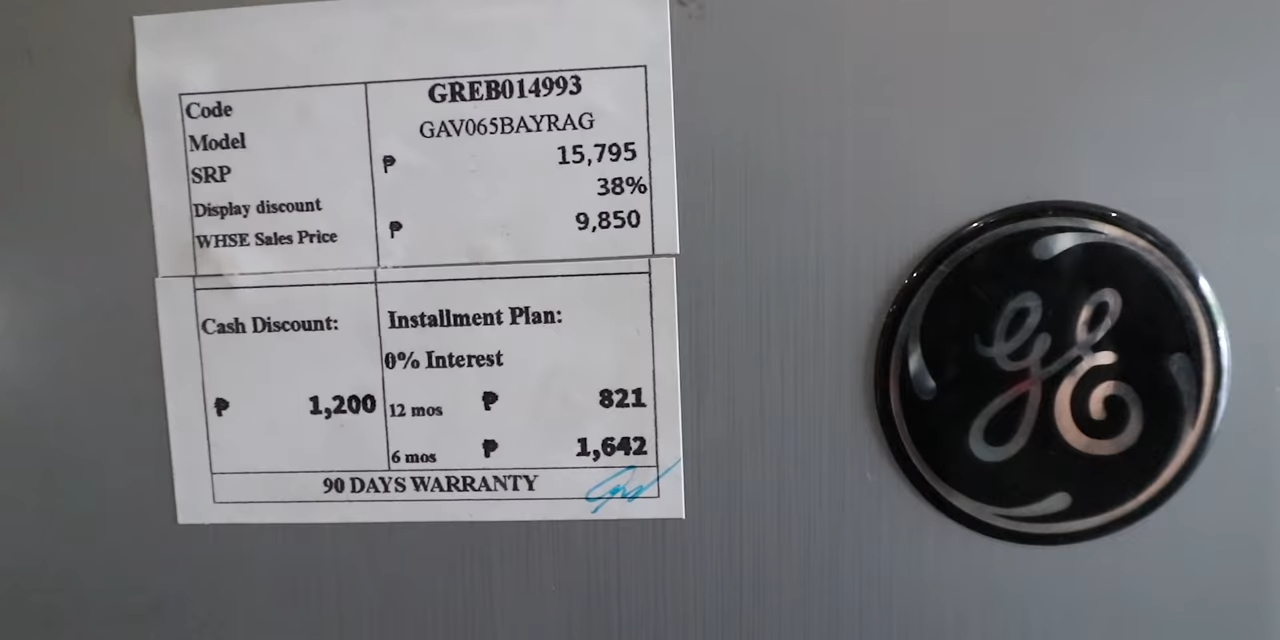 Code GREB014993
Model GAV065BAYRAG
SRP ₱ 15,795
Display discount 38%
WHSE Sales Price ₱ 9,850
Cash Discount: Installment Plan:
0% Interest
₱ 1,200 12 mos ₱ 821
6 mos ₱ 1,642
90 DAYS WARRANTY
GE